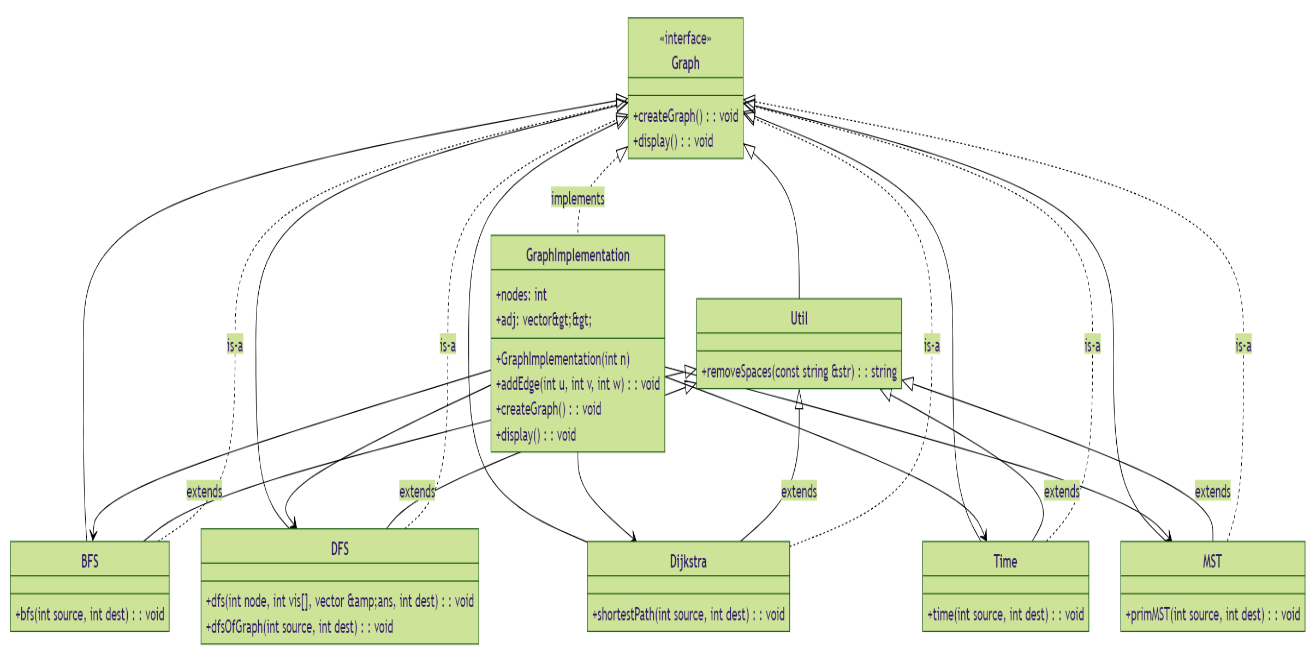 «interface»
Graph
+createGraph() : : void
+display() : : void
implements
GraphImplementation
+nodes: int
+adj: vector&gt;&gt;
+GraphImplementation(int n)
+addEdge(int u, int v, int w) : : void
+createGraph() : : void
+display() : : void
Util
+removeSpaces(const string &str) : : string
is-a
is-a
is-a
is-a
is-a
extends
extends
extends
extends
extends
BFS
+bfs(int source, int dest) : : void
DFS
+dfs(int node, int vis[], vector &amp;ans, int dest) : : void
+dfsOfGraph(int source, int dest) : : void
Dijkstra
+shortestPath(int source, int dest) : : void
Time
+time(int source, int dest) : : void
MST
+primMST(int source, int dest) : : void